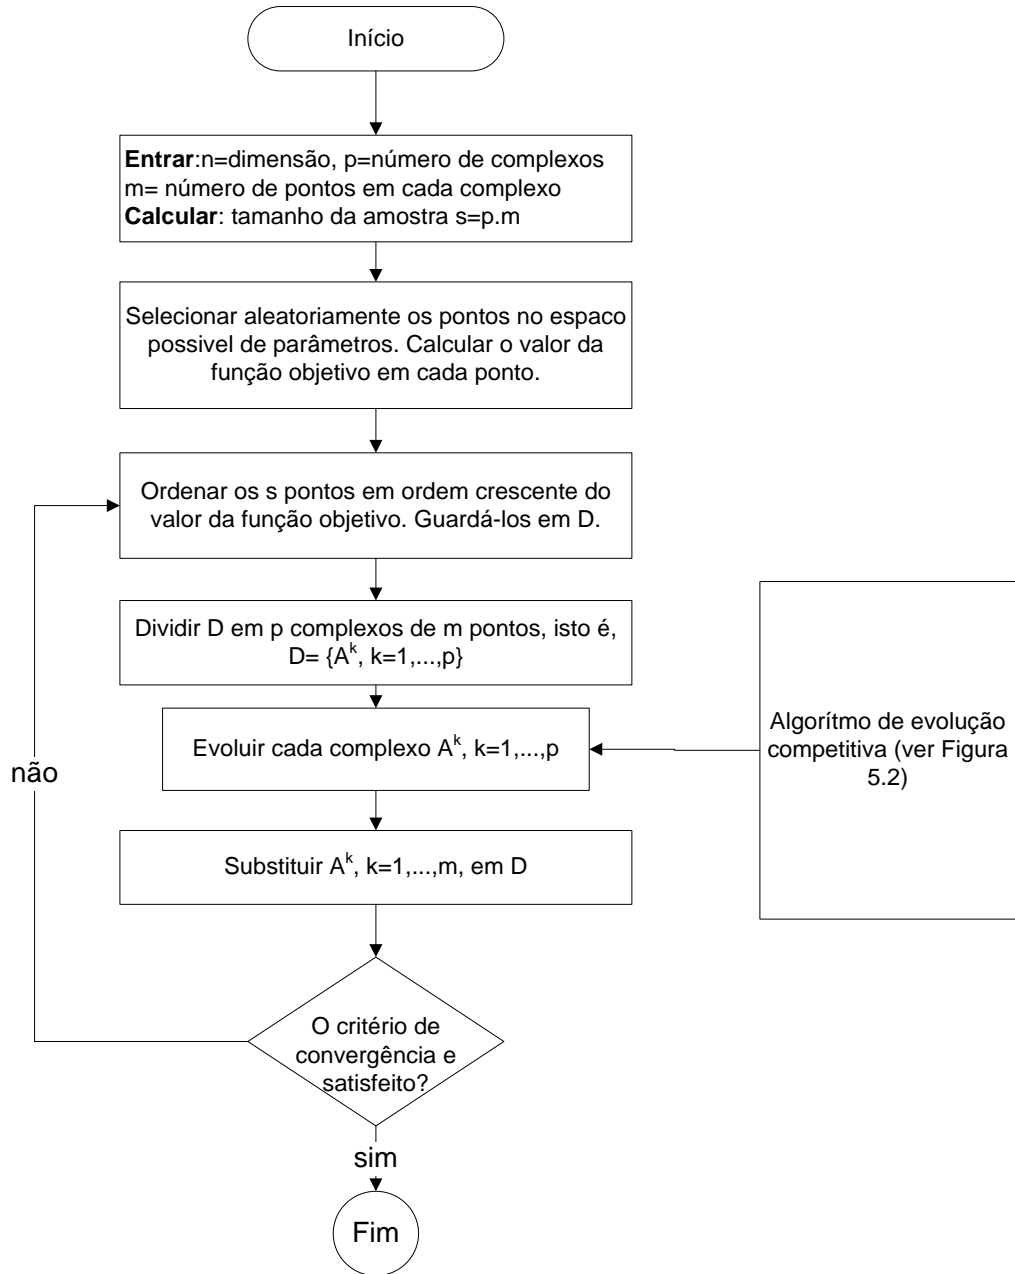 Início
Entrar:n=dimensão, p=número de complexos
m= número de pontos em cada complexo
Calcular: tamanho da amostra s=p.m
Selecionar aleatoriamente os pontos no espaco
possivel de parâmetros. Calcular o valor da
função objetivo em cada ponto.
Ordenar os s pontos em ordem crescente do
valor da função objetivo. Guardá-los em D.
Dividir D em p complexos de m pontos, isto é,
D= {A^k, k=1,...,p}
Evoluir cada complexo A^k, k=1,...,p
Algorítmo de evolução
competitiva (ver Figura
5.2)
não
Substituir A^k, k=1,...,m, em D
O critério de
convergência e
satisfeito?
sim
Fim